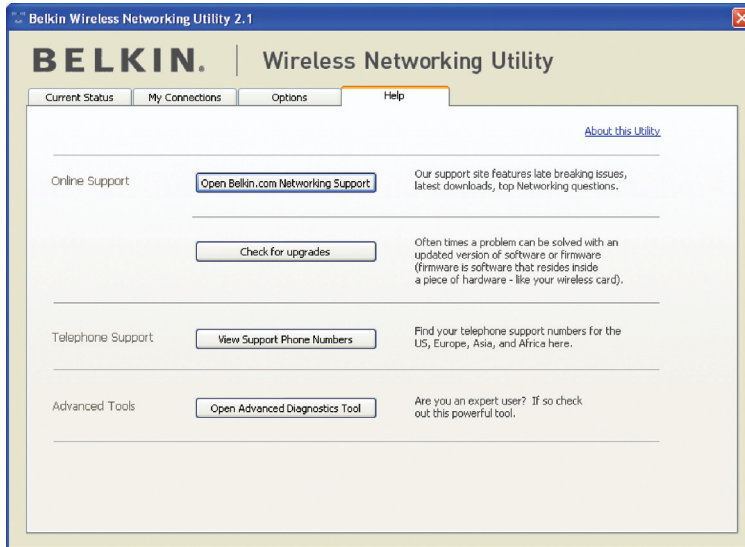 Belkin Wireless Networking Utility 2.1
BELKIN. | Wireless Networking Utility
Current Status My Connections Options Help
About this Utility
Online Support
Open Belkin.com Networking Support
Our support site features late breaking issues,
latest downloads, top Networking questions.
Check for upgrades
Often times a problem can be solved with an
updated version of software or firmware
(firmware is software that resides inside
a piece of hardware - like your wireless card).
Telephone Support
View Support Phone Numbers
Find your telephone support numbers for the
US, Europe, Asia, and Africa here.
Advanced Tools
Open Advanced Diagnostics Tool
Are you an expert user? If so check
out this powerful tool.